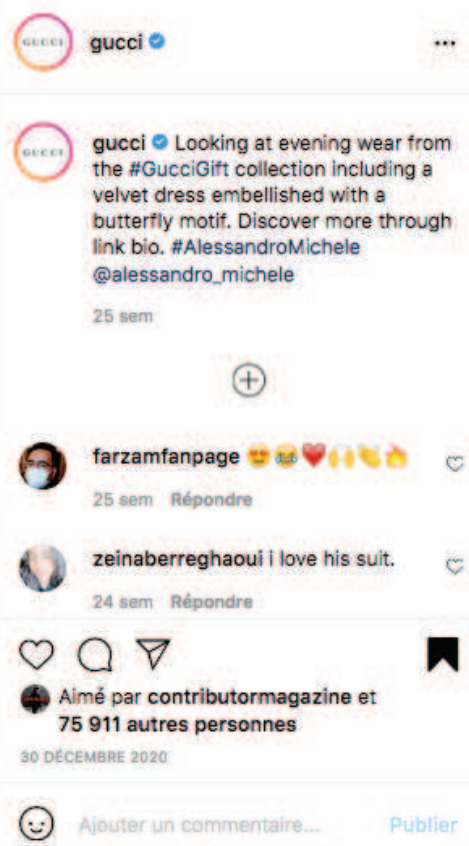 GUCCI
gucci
GUCCI
gucci Looking at evening wear from
the #GucciGift collection including a
velvet dress embellished with a
butterfly motif. Discover more through
link bio. #AlessandroMichele
@alessandro_michele
25 sem
farzamfanpage 😍😂❤️🙌👏🔥
25 sem Répondre
zeinaberreghaoui i love his suit.
24 sem Répondre
Aimé par contributormagazine et
75 911 autres personnes
30 DÉCEMBRE 2020
Ajouter un commentaire... Publier